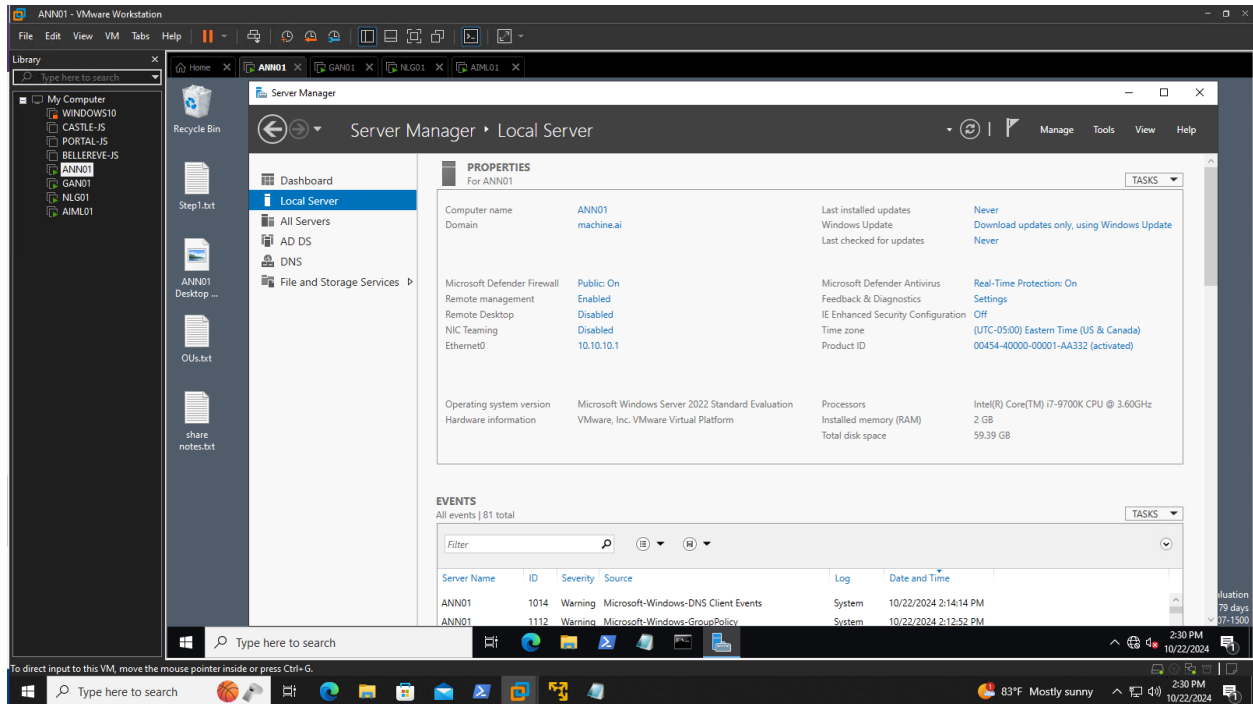 ANN01 - VMware Workstation
File Edit View VM Tabs Help
Library
Type here to search
My Computer
WINDOWS10
CASTLE-JS
PORTAL-JS
BELLEREVE-JS
ANN01
GAN01
NLG01
AIML01
Home ANN01 GAN01 NLG01 AIML01
Recycle Bin
Step1.txt
ANN01
Desktop ...
OUs.txt
share
notes.txt
Server Manager
Server Manager • Local Server
Manage Tools View Help
Dashboard
Local Server
All Servers
AD DS
DNS
File and Storage Services
PROPERTIES
For ANN01
TASKS
Computer name ANN01
Domain machine.ai
Last installed updates Never
Windows Update Download updates only, using Windows Update
Last checked for updates Never
Microsoft Defender Firewall Public: On
Remote management Enabled
Remote Desktop Disabled
NIC Teaming Disabled
Ethernet0 10.10.10.1
Microsoft Defender Antivirus Real-Time Protection: On
Feedback & Diagnostics Settings
IE Enhanced Security Configuration Off
Time zone (UTC-05:00) Eastern Time (US & Canada)
Product ID 00454-40000-00001-AA332 (activated)
Operating system version Microsoft Windows Server 2022 Standard Evaluation
Hardware information VMware, Inc. VMware Virtual Platform
Processors Intel(R) Core(TM) i7-9700K CPU @ 3.60GHz
Installed memory (RAM) 2 GB
Total disk space 59.39 GB
EVENTS
All events | 81 total
TASKS
Filter
Server Name ID Severity Source Log Date and Time
ANN01 1014 Warning Microsoft-Windows-DNS Client Events System 10/22/2024 2:14:14 PM
ANN01 1112 Warning Microsoft-Windows-GroupPolicy System 10/22/2024 2:12:52 PM
luation
79 days
07-1500
Type here to search
2:30 PM
10/22/2024
To direct input to this VM, move the mouse pointer inside or press Ctrl+G.
Type here to search
83°F Mostly sunny
2:30 PM
10/22/2024